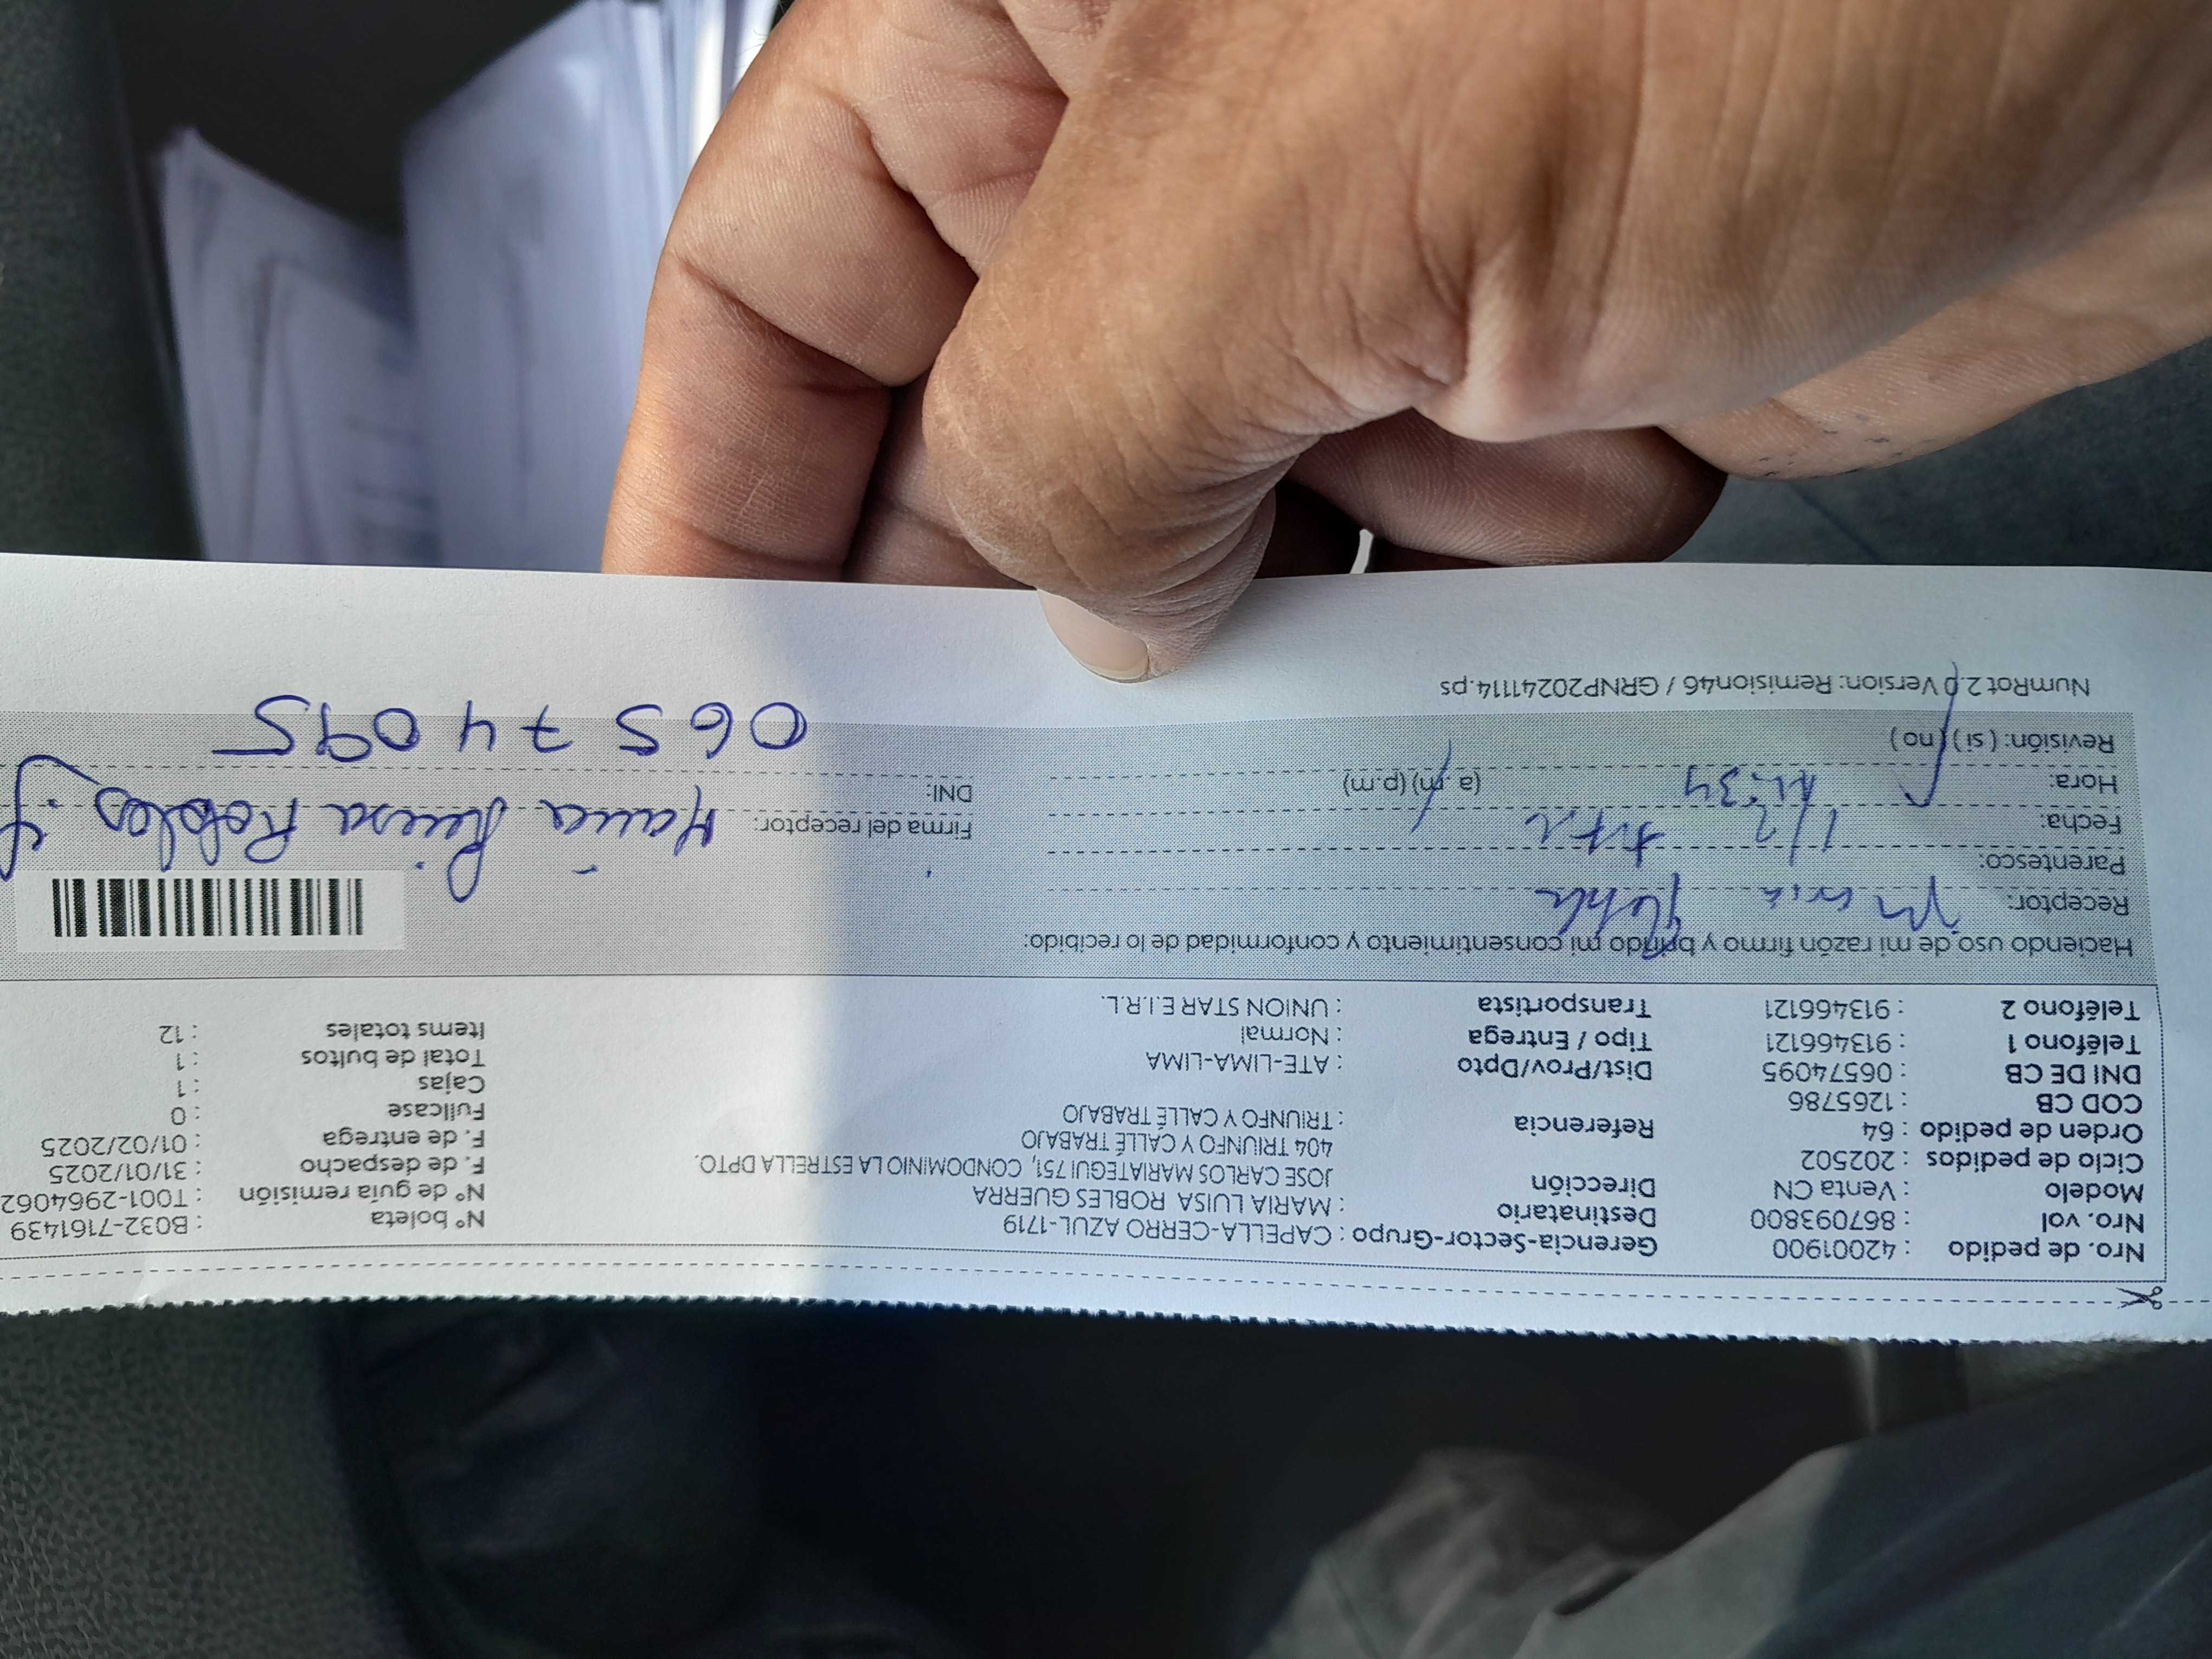 Nro. de pedido : 42001900 Gerencia-Sector-Grupo : CAPELLA-CERRO AZUL-1719 N° boleta : B032-7161439
Nro. vol : 867093800 Destinatario : MARIA LUISA ROBLES GUERRA N° de guía remisión : T001-2964062
Modelo : Venta CN Dirección JOSE CARLOS MARIATEGUI 751, CONDOMINIO LA ESTRELLA DPTO. F. de despacho : 31/01/2025
Ciclo de pedidos : 202502 404 TRIUNFO Y CALLE TRABAJO F. de entrega : 01/02/2025
Orden de pedido : 64 Referencia : TRIUNFO Y CALLE TRABAJO Fullcase : 0
COD CB : 1265786 Cajas : 1
DNI DE CB : 06574095 Dist/Prov/Dpto : ATE-LIMA-LIMA Total de bultos : 1
Teléfono 1 : 913466121 Tipo / Entrega : Normal Items totales : 12
Teléfono 2 : 913466121 Transportista : UNION STAR E.I.R.L.
Haciendo uso de mi razón firmo y brindo mi consentimiento y conformidad de lo recibido:
Receptor: Maria
Parentesco:
Fecha: 1/2 Firma del receptor: Maria Luisa Robles G.
Hora: (a.m) (p.m) DNI: 06574095
Revisión: ( si ) ( no )
NumRot 2.0 Version: Remision46 / GRNP20241114.ps